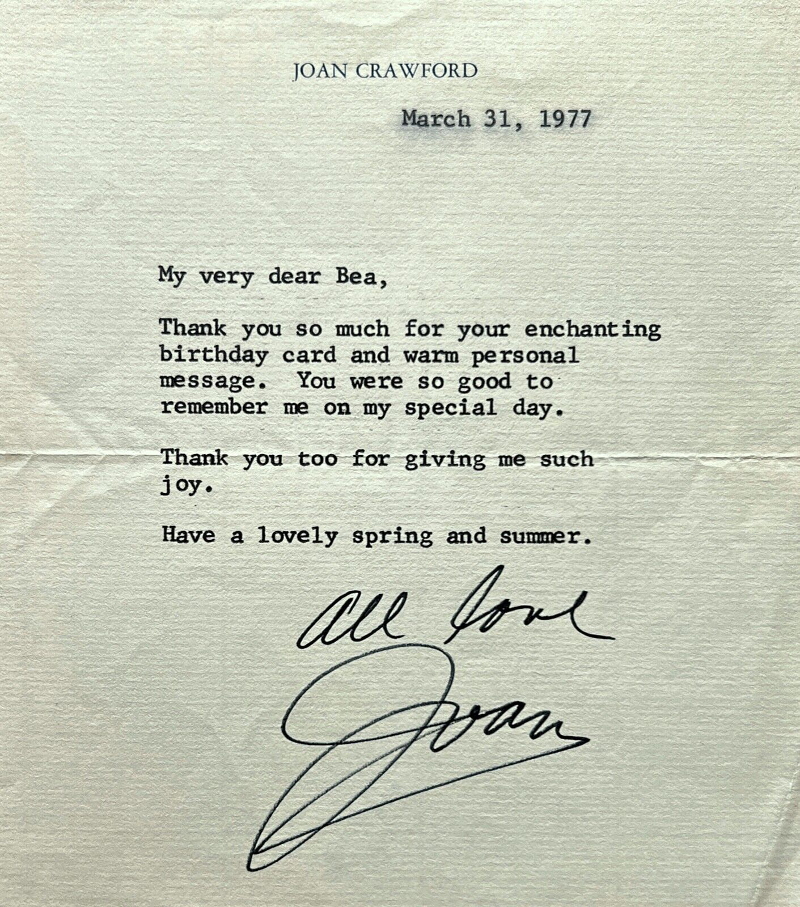 JOAN CRAWFORD
March 31, 1977
My very dear Bea,
Thank you so much for your enchanting
birthday card and warm personal
message. You were so good to
remember me on my special day.
Thank you too for giving me such
joy.
Have a lovely spring and summer.
All love
Joan